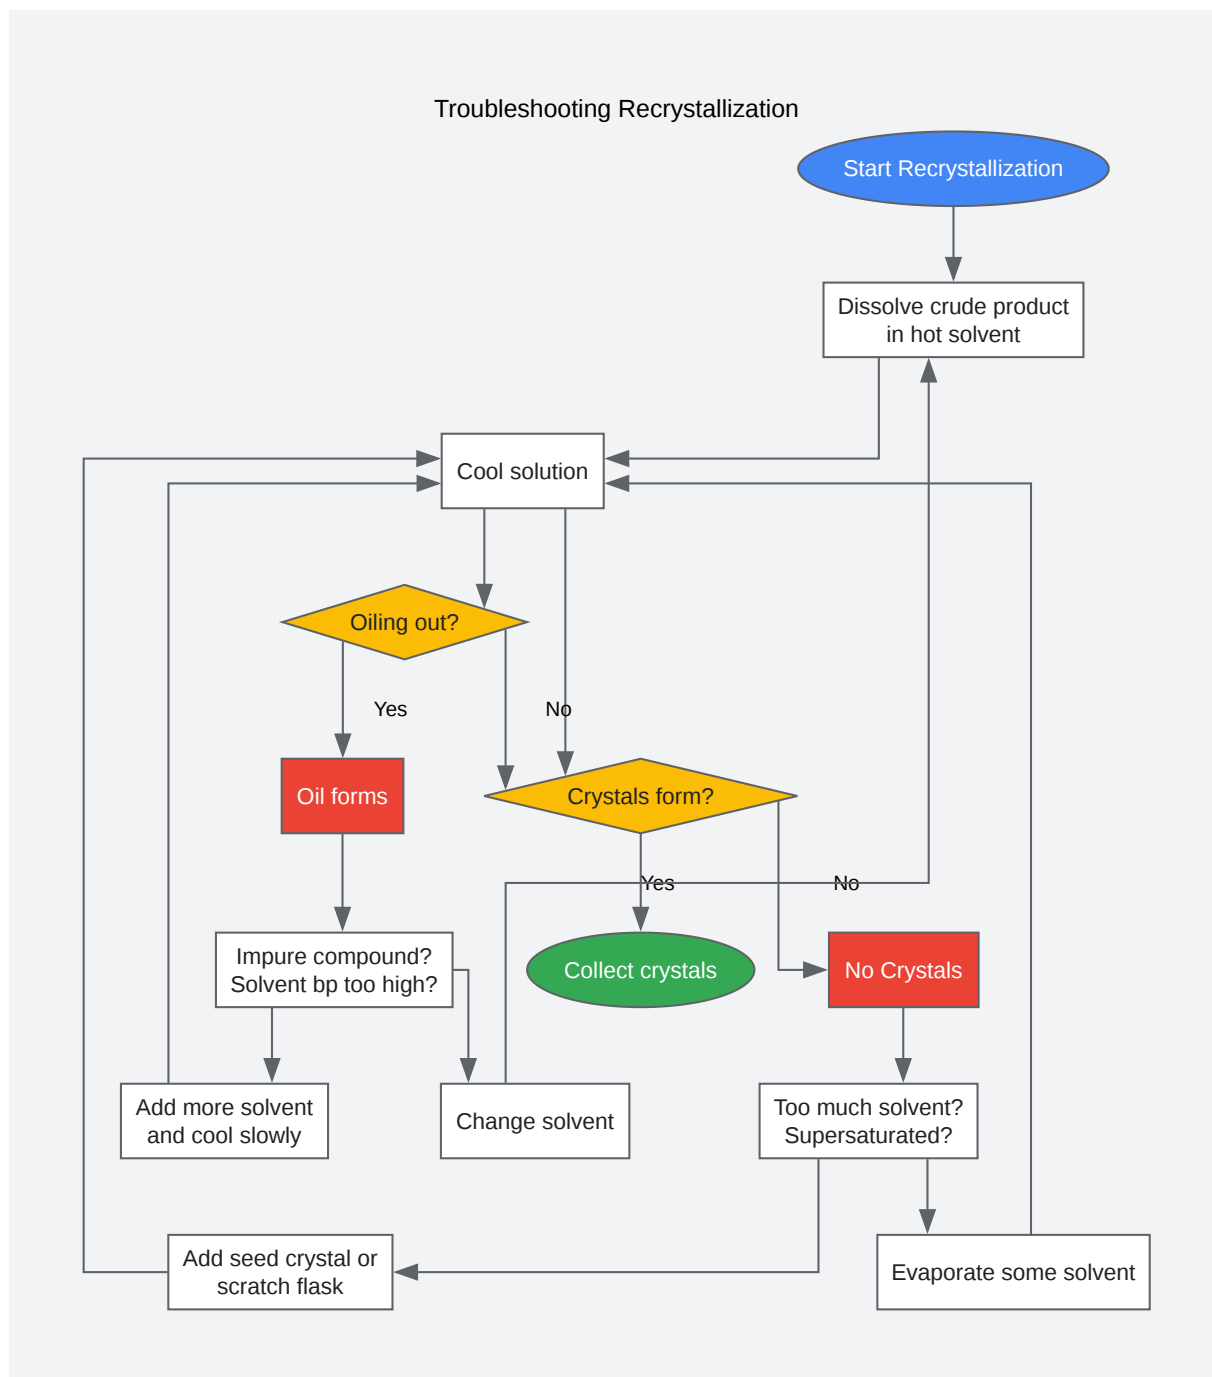 Troubleshooting Recrystallization
Start Recrystallization
Dissolve crude product
in hot solvent
Cool solution
Oiling out?
Yes
No
Oil forms
Crystals form?
Yes
No
Impure compound?
Solvent bp too high?
Collect crystals
No Crystals
Add more solvent
and cool slowly
Change solvent
Too much solvent?
Supersaturated?
Add seed crystal or
scratch flask
Evaporate some solvent